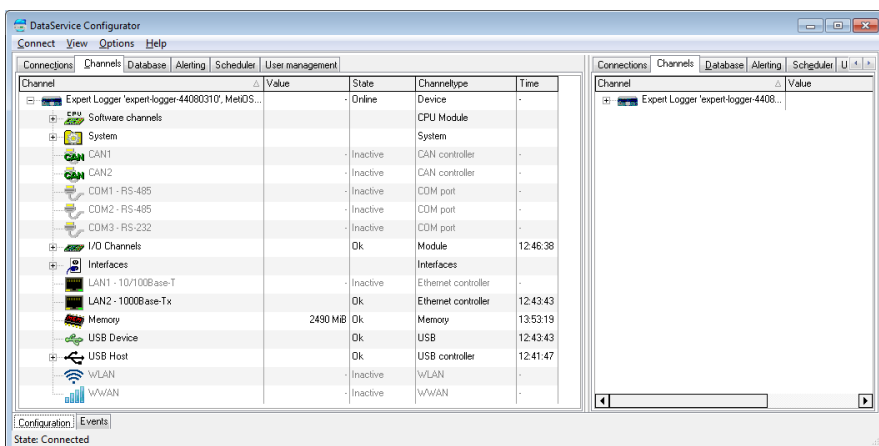 DataService Configurator
Connect View Options Help
Connections Channels Database Alerting Scheduler User management
Channel Value State Channeltype Time
Expert Logger 'expert-logger-44080310', MetiOS... - Online Device -
CPU Software channels CPU Module
System System
CAN CAN1 - Inactive CAN controller -
CAN CAN2 - Inactive CAN controller -
COM1 - RS-485 - Inactive COM port -
COM2 - RS-485 - Inactive COM port -
COM3 - RS-232 - Inactive COM port -
I/O Channels Ok Module 12:46:38
Interfaces Interfaces
LAN1 - 10/100Base-T - Inactive Ethernet controller -
LAN2 - 1000Base-Tx Ok Ethernet controller 12:43:43
Memory 2490 MiB Ok Memory 13:53:19
USB Device Ok USB 12:43:43
USB Host Ok USB controller 12:41:47
WLAN - Inactive WLAN -
WWAN - Inactive WWAN -
Connections Channels Database Alerting Scheduler U
Channel Value
Expert Logger 'expert-logger-4408...
Configuration Events
State: Connected